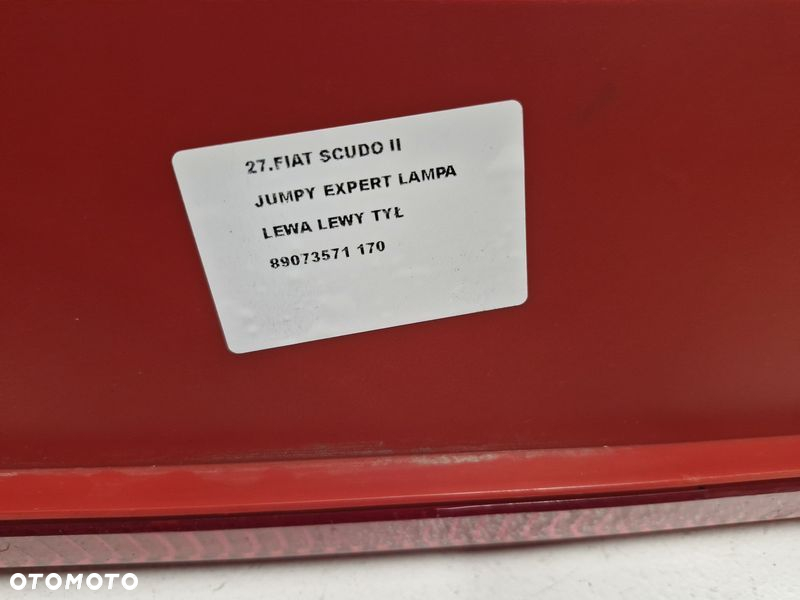 27.FIAT SCUDO II
JUMPY EXPERT LAMPA
LEWA LEWY TYŁ
89073571 170
OTOMOTO